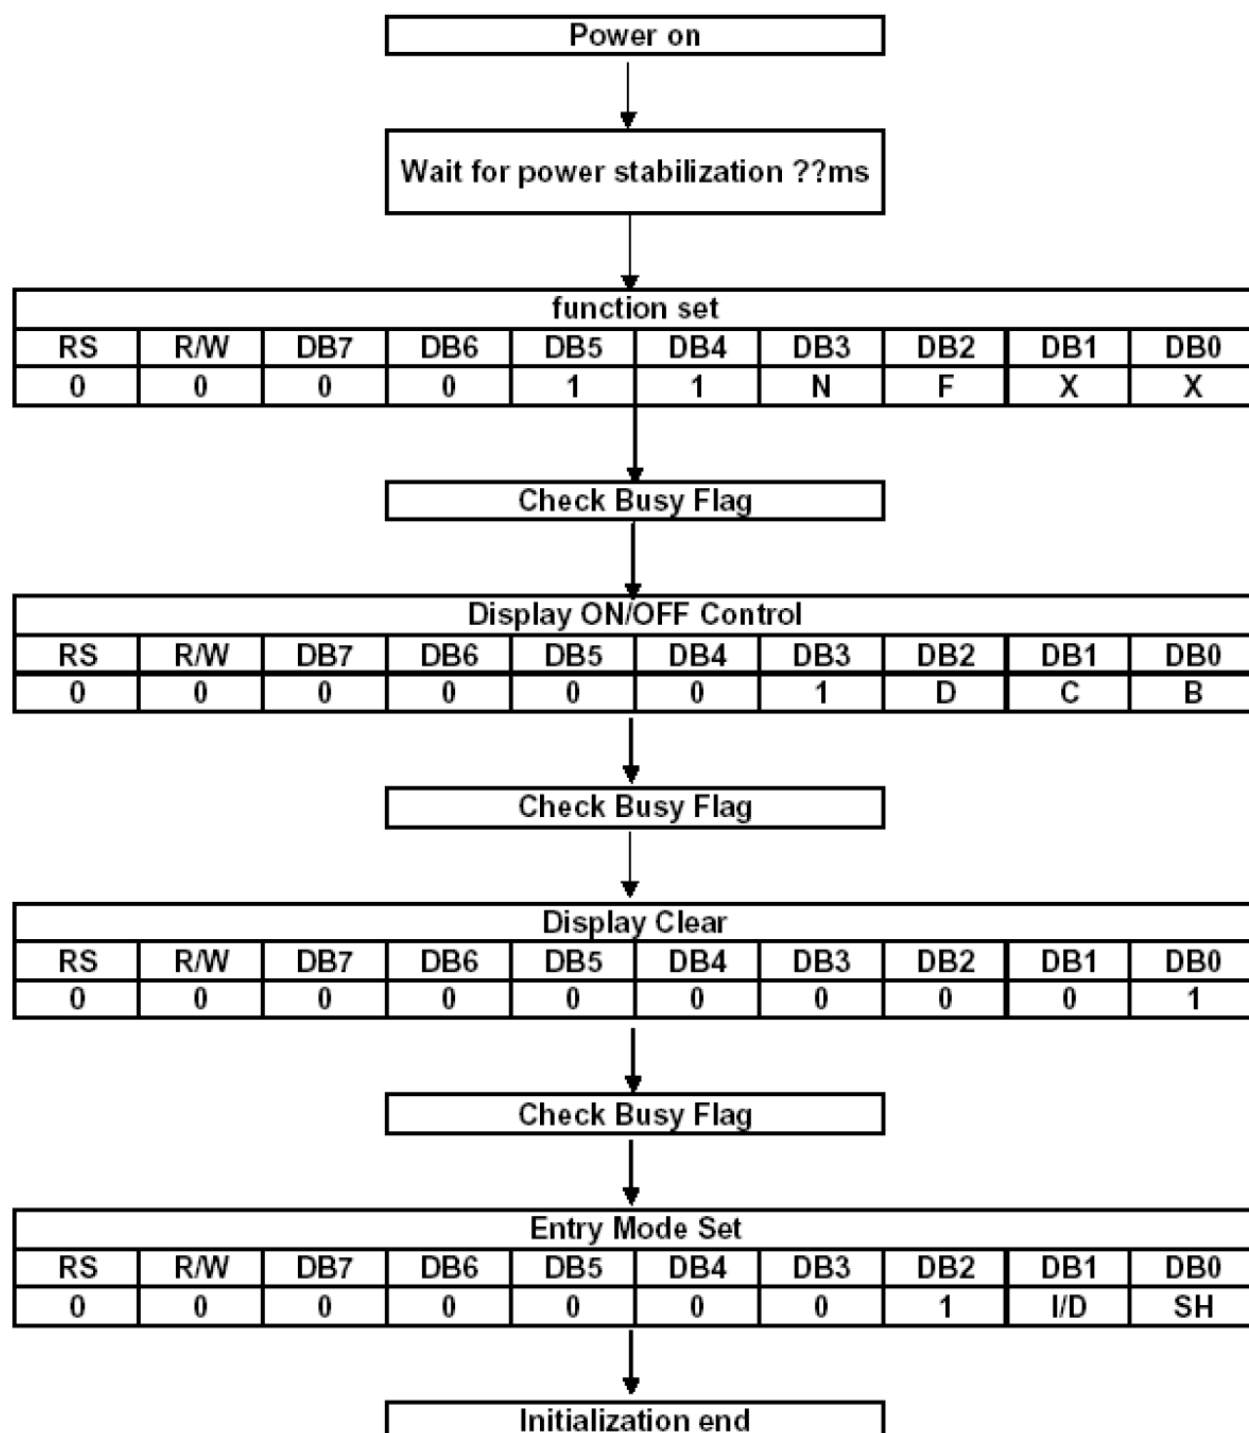 Power on
Wait for power stabilization ??ms
function set
RS R/W DB7 DB6 DB5 DB4 DB3 DB2 DB1 DB0
0 0 0 0 1 1 N F X X
Check Busy Flag
Display ON/OFF Control
RS R/W DB7 DB6 DB5 DB4 DB3 DB2 DB1 DB0
0 0 0 0 0 0 1 D C B
Check Busy Flag
Display Clear
RS R/W DB7 DB6 DB5 DB4 DB3 DB2 DB1 DB0
0 0 0 0 0 0 0 0 0 1
Check Busy Flag
Entry Mode Set
RS R/W DB7 DB6 DB5 DB4 DB3 DB2 DB1 DB0
0 0 0 0 0 0 0 1 I/D SH
Initialization end